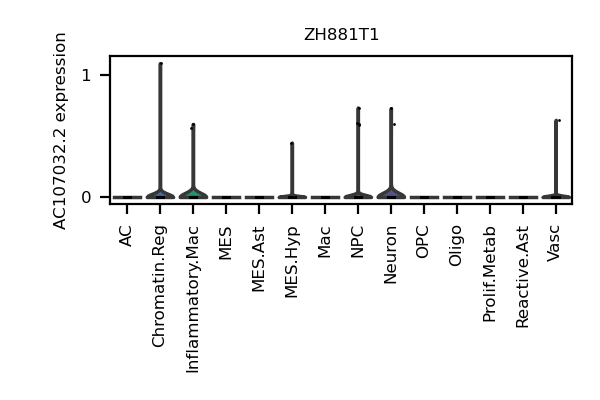 ZH881T1
AC107032.2 expression
1
0
AC
Chromatin.Reg
Inflammatory.Mac
MES
MES.Ast
MES.Hyp
Mac
NPC
Neuron
OPC
Oligo
Prolif.Metab
Reactive.Ast
Vasc